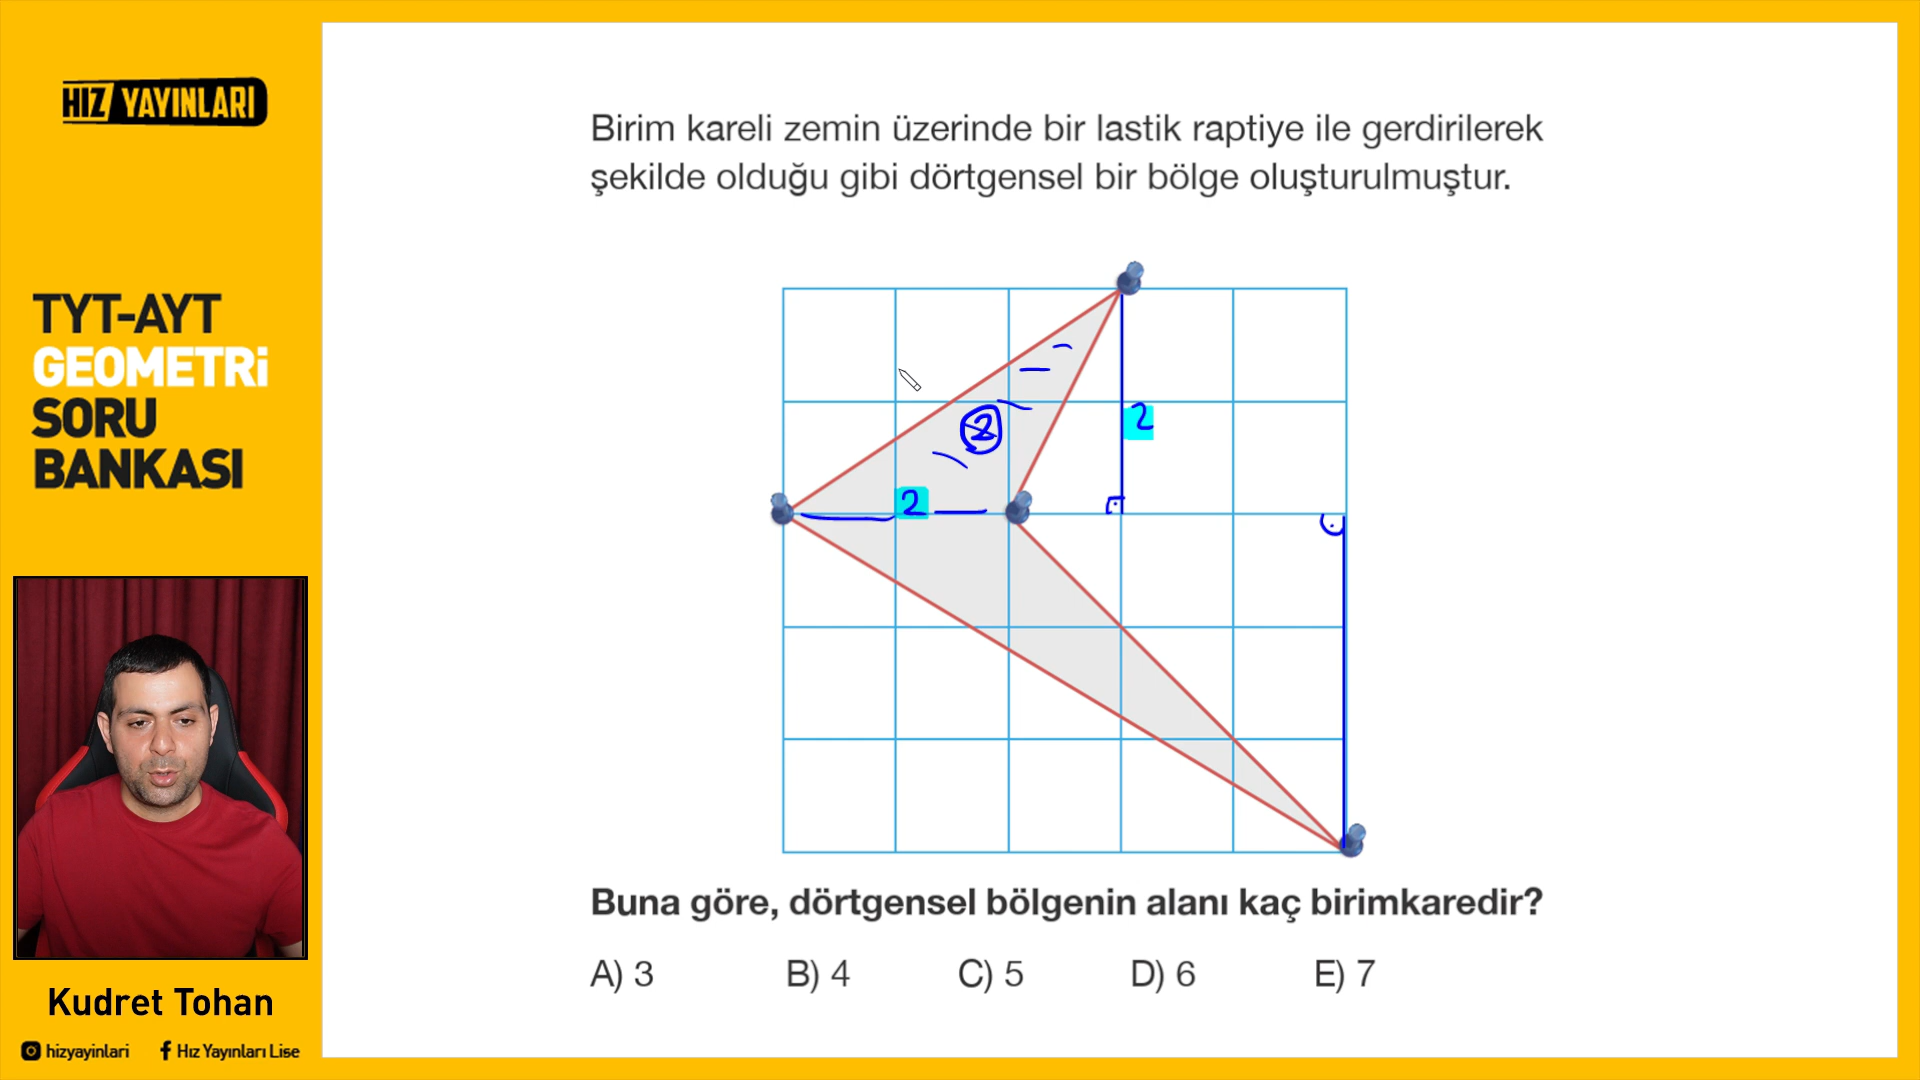 HIZ YAYINLARI
TYT-AYT
GEOMETRİ
SORU
BANKASI
Kudret Tohan
hizyayinlari
Hız Yayınları Lise
Birim kareli zemin üzerinde bir lastik raptiye ile gerdirilerek
şekilde olduğu gibi dörtgensel bir bölge oluşturulmuştur.
2
2
2
Buna göre, dörtgensel bölgenin alanı kaç birimkaredir?
A) 3 B) 4 C) 5 D) 6 E) 7